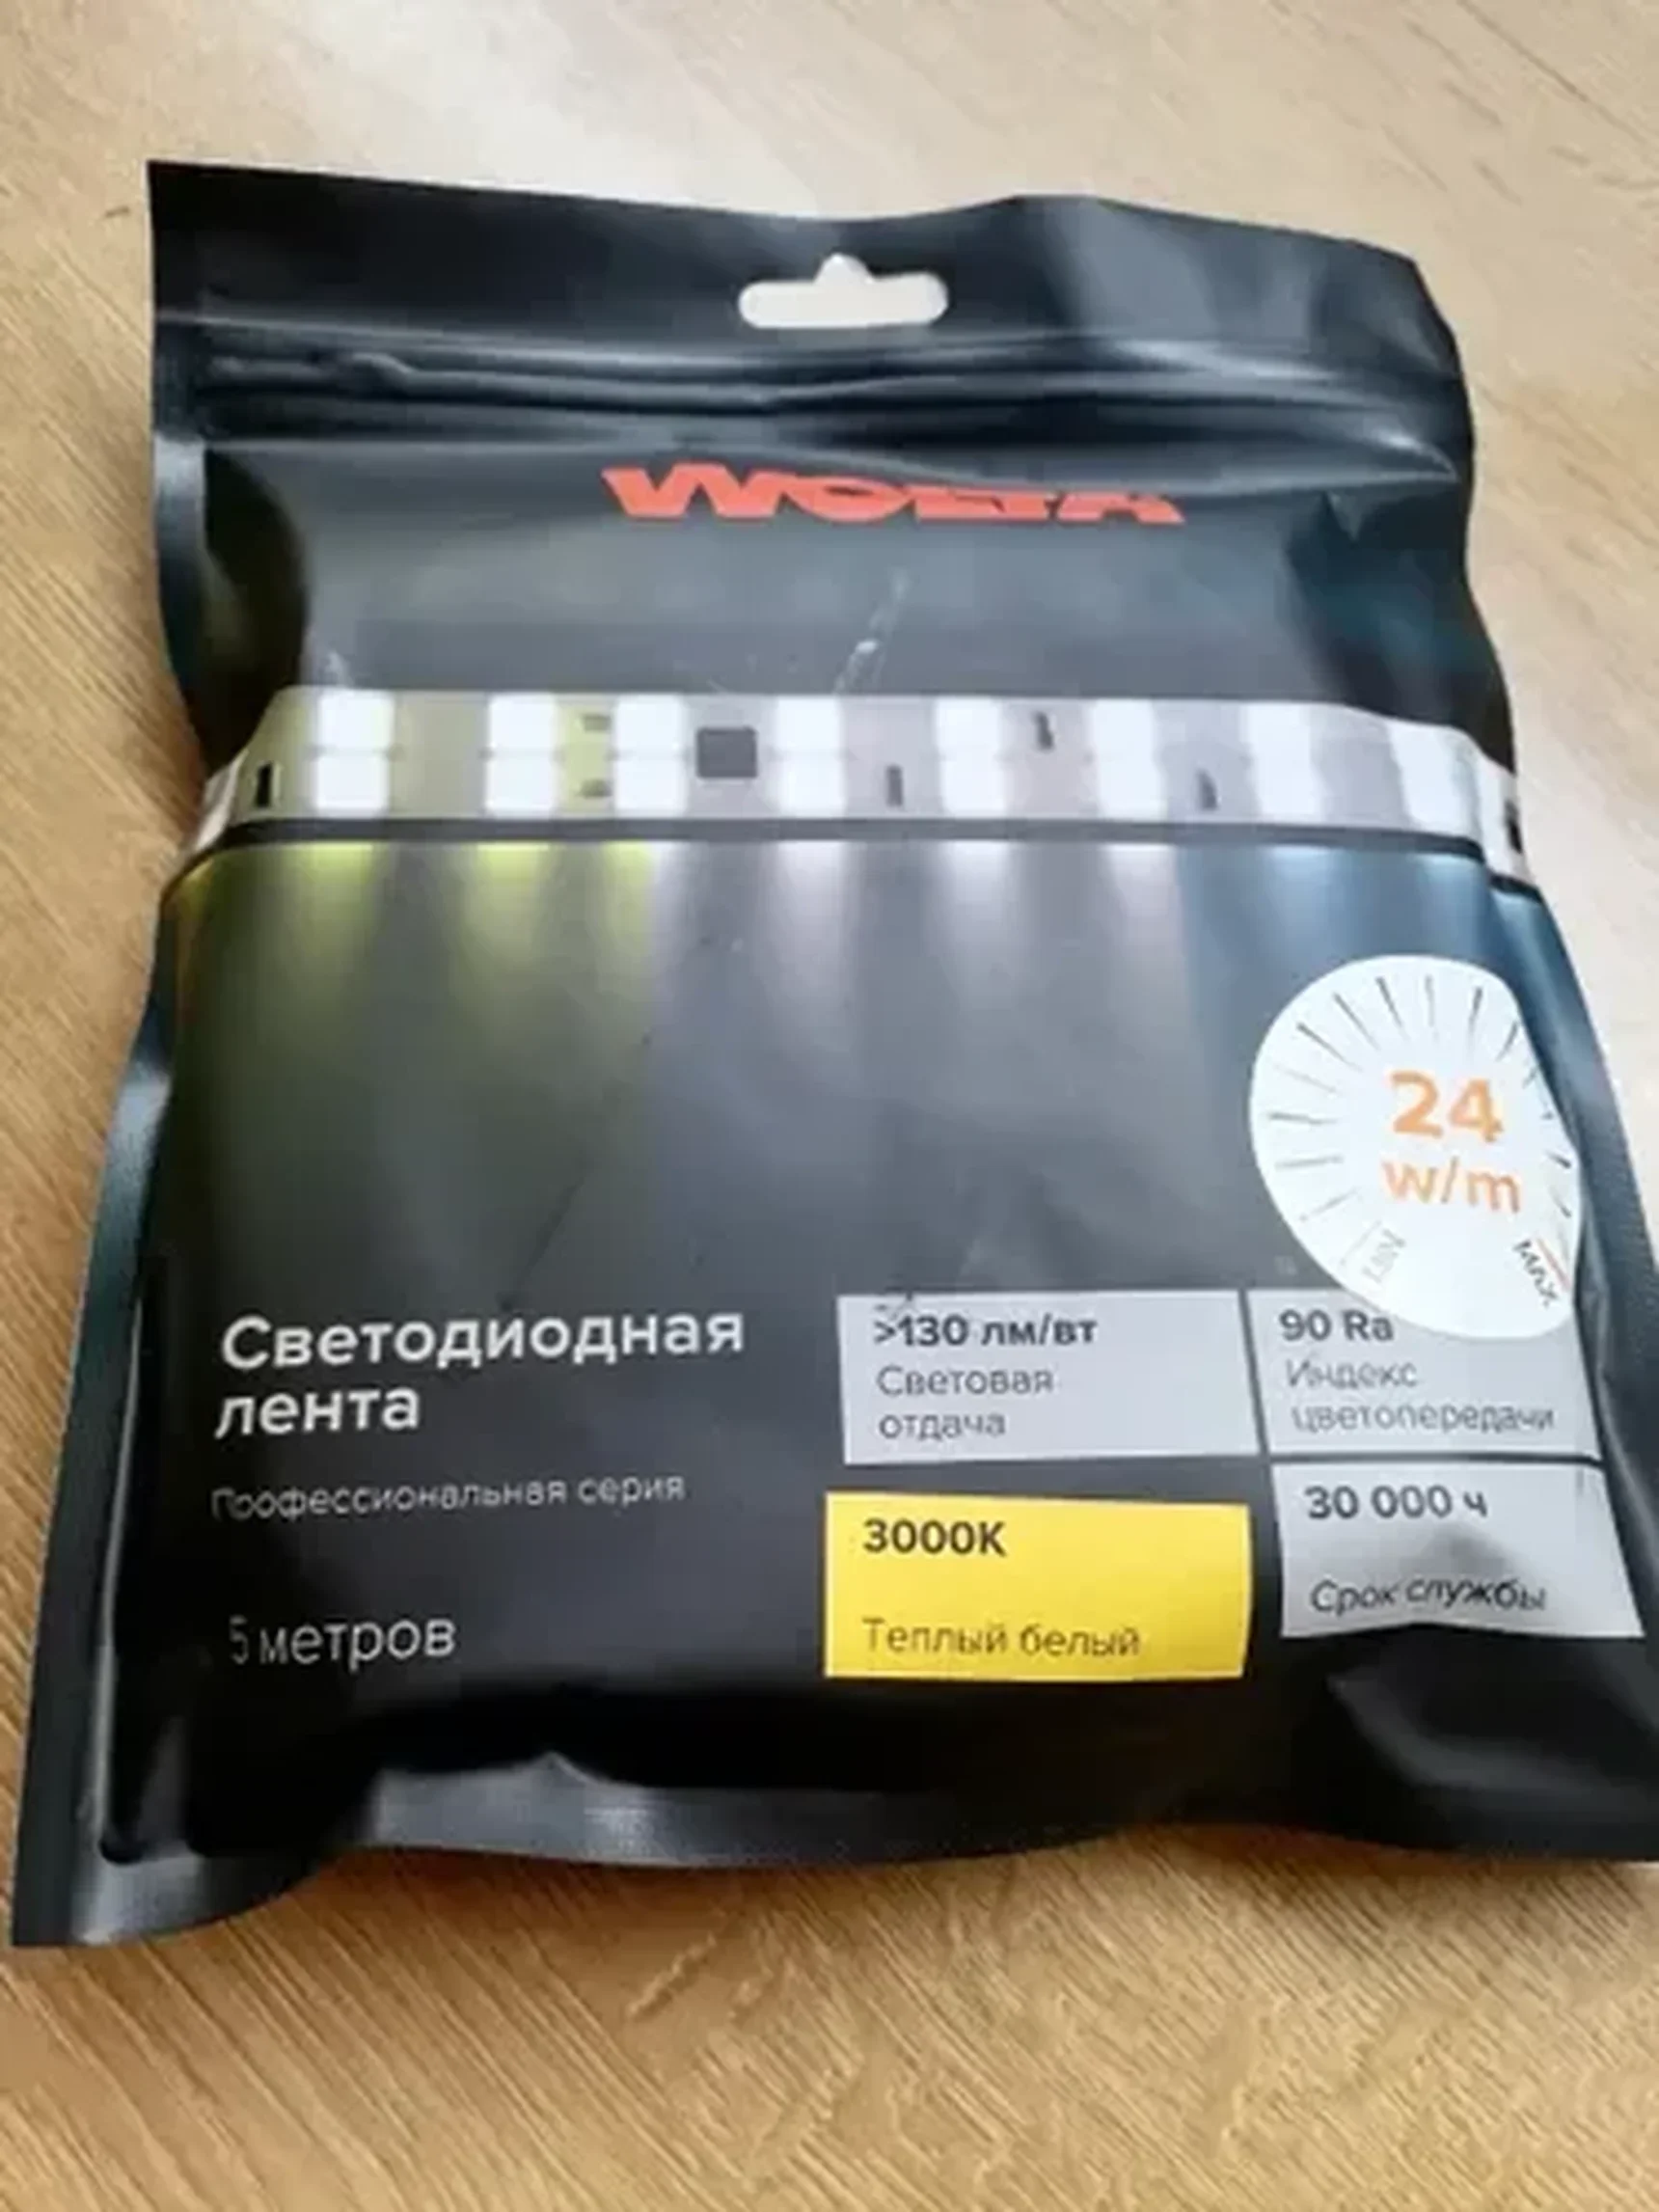 WOLTA
24
w/m
MIN
MAX
Светодиодная
лента
Профессиональная серия
5 метров
>130 лм/вт
Световая
отдача
90 Ra
Индекс
цветопередачи
3000K
Теплый белый
30 000 ч
Срок службы